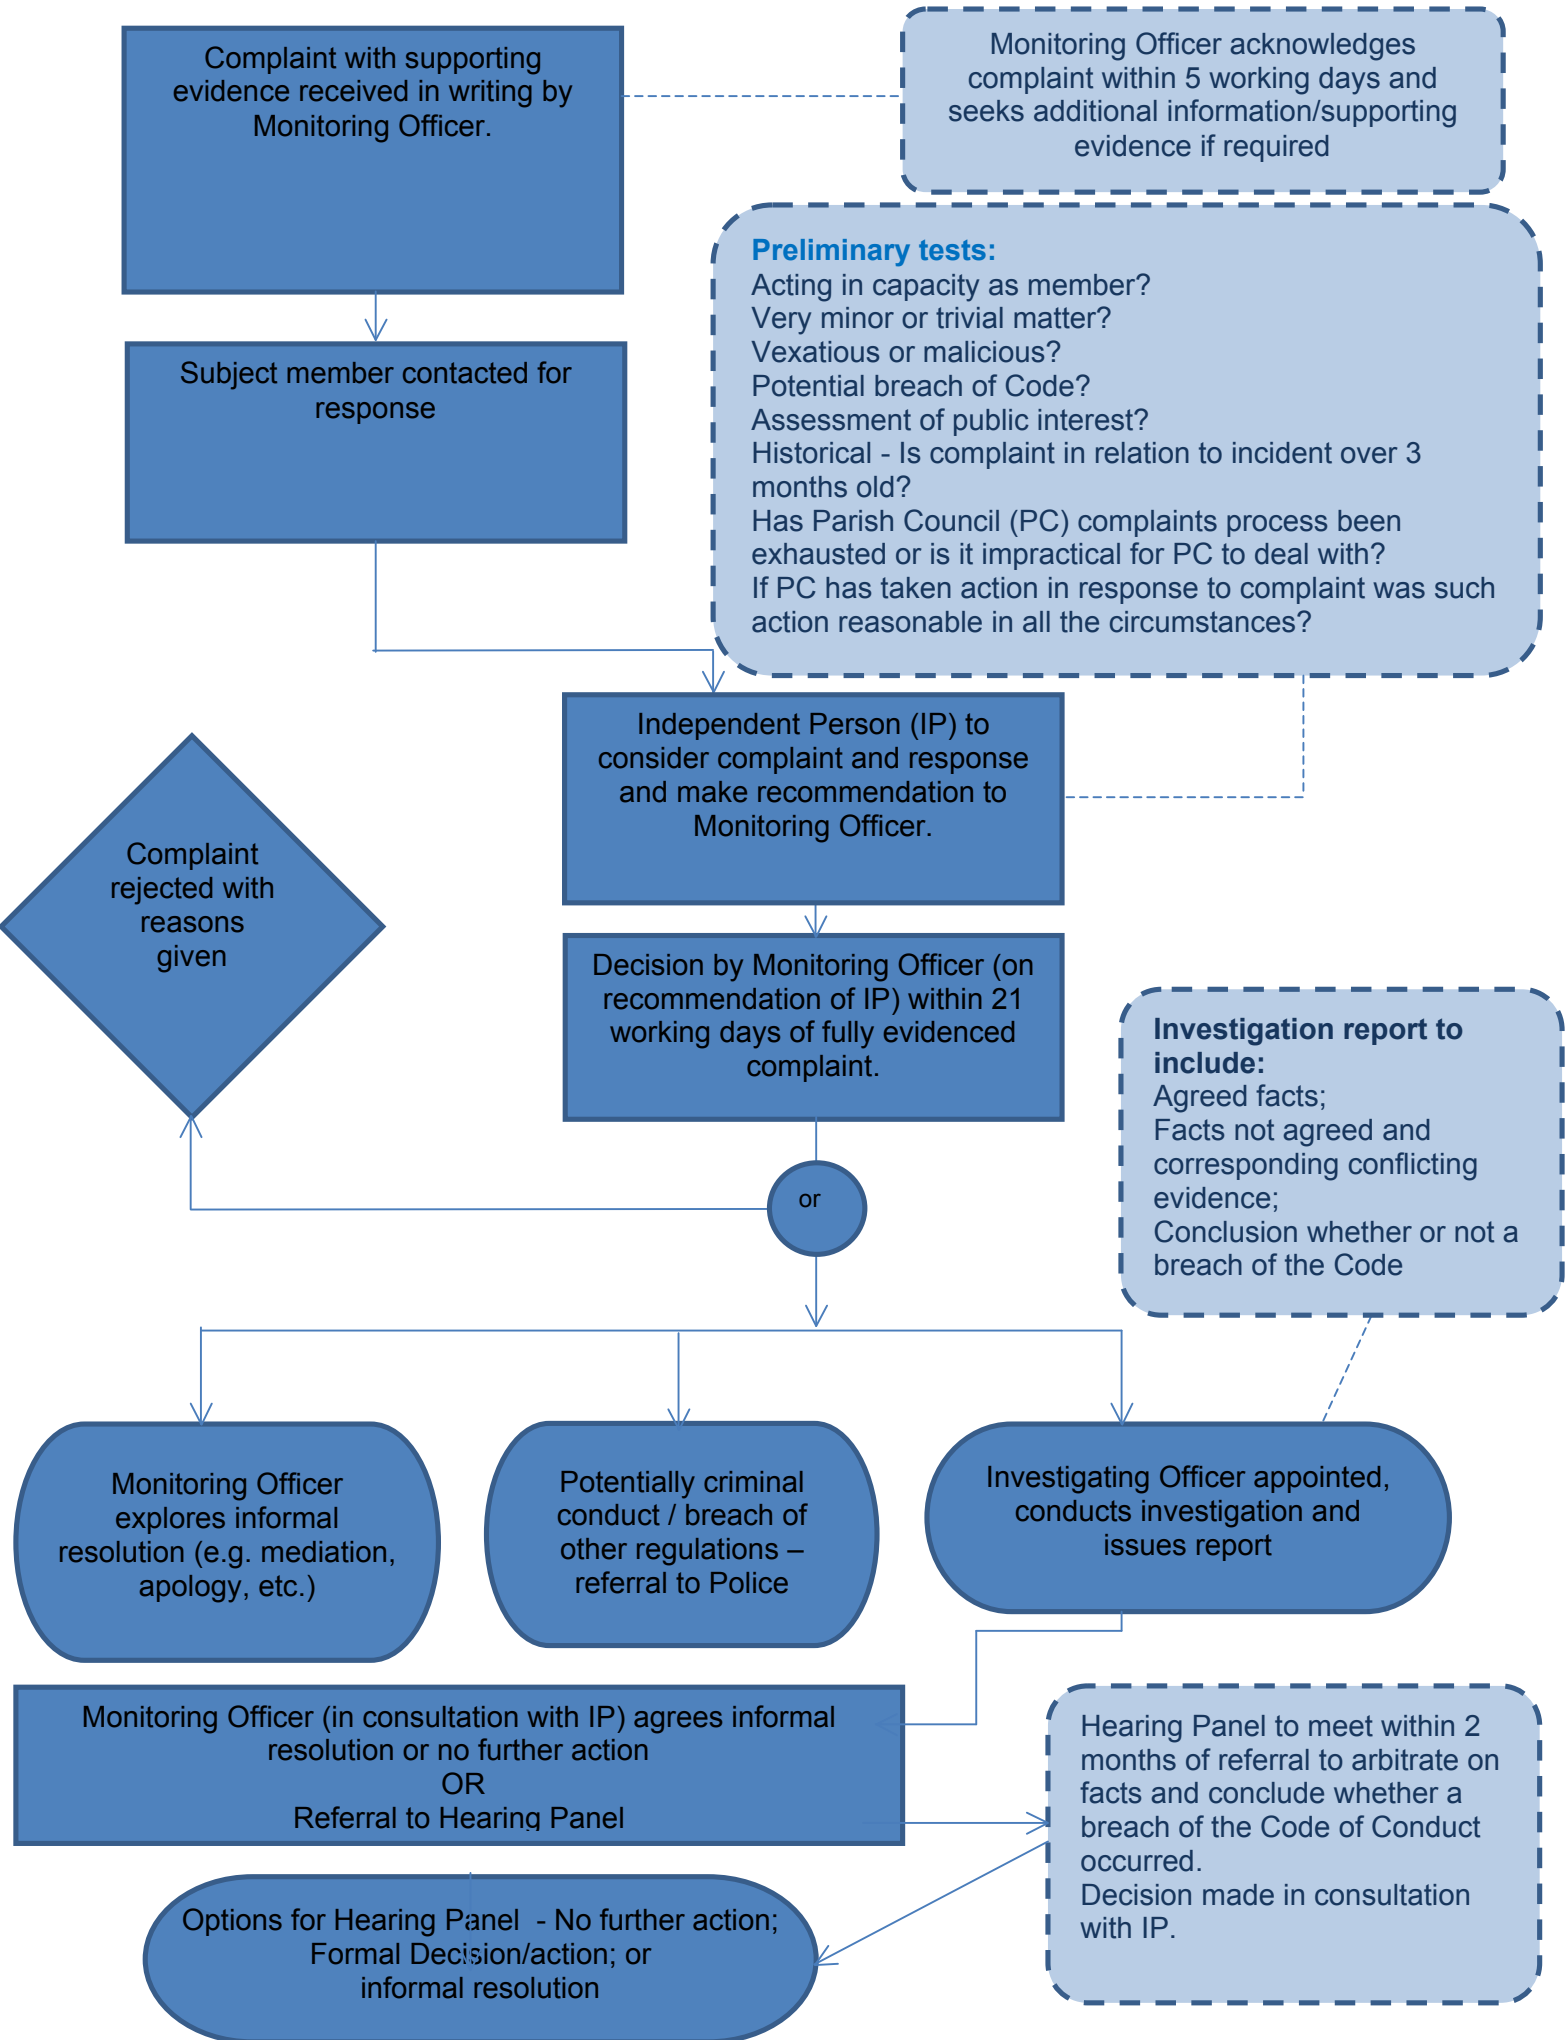 Complaint with supporting
evidence received in writing by
Monitoring Officer.
Monitoring Officer acknowledges
complaint within 5 working days and
seeks additional information/supporting
evidence if required
Preliminary tests:
Acting in capacity as member?
Very minor or trivial matter?
Vexatious or malicious?
Potential breach of Code?
Assessment of public interest?
Historical - Is complaint in relation to incident over 3
months old?
Has Parish Council (PC) complaints process been
exhausted or is it impractical for PC to deal with?
If PC has taken action in response to complaint was such
action reasonable in all the circumstances?
Subject member contacted for
response
Independent Person (IP) to
consider complaint and response
and make recommendation to
Monitoring Officer.
Complaint
rejected with
reasons
given
Decision by Monitoring Officer (on
recommendation of IP) within 21
working days of fully evidenced
complaint.
Investigation report to
include:
Agreed facts;
Facts not agreed and
corresponding conflicting
evidence;
Conclusion whether or not a
breach of the Code
or
Monitoring Officer
explores informal
resolution (e.g. mediation,
apology, etc.)
Potentially criminal
conduct / breach of
other regulations –
referral to Police
Investigating Officer appointed,
conducts investigation and
issues report
Monitoring Officer (in consultation with IP) agrees informal
resolution or no further action
OR
Referral to Hearing Panel
Hearing Panel to meet within 2
months of referral to arbitrate on
facts and conclude whether a
breach of the Code of Conduct
occurred.
Decision made in consultation
with IP.
Options for Hearing Panel  - No further action;
Formal Decision/action; or
informal resolution